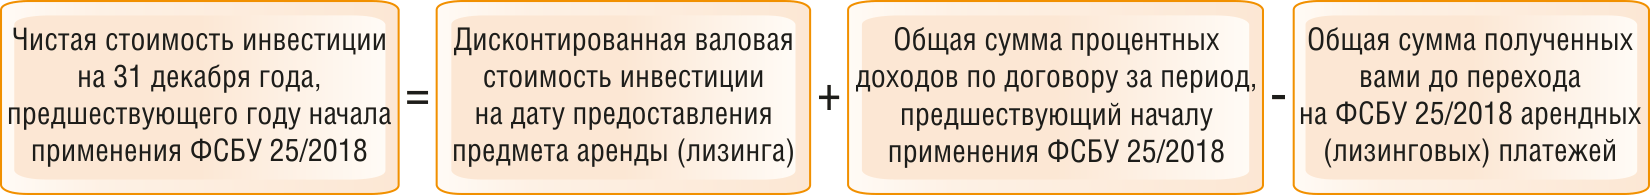 Чистая стоимость инвестиции
на 31 декабря года,
предшествующего году начала
применения ФСБУ 25/2018
=
Дисконтированная валовая
стоимость инвестиции
на дату предоставления
предмета аренды (лизинга)
+
Общая сумма процентных
доходов по договору за период,
предшествующий началу
применения ФСБУ 25/2018
-
Общая сумма полученных
вами до перехода
на ФСБУ 25/2018 арендных
(лизинговых) платежей